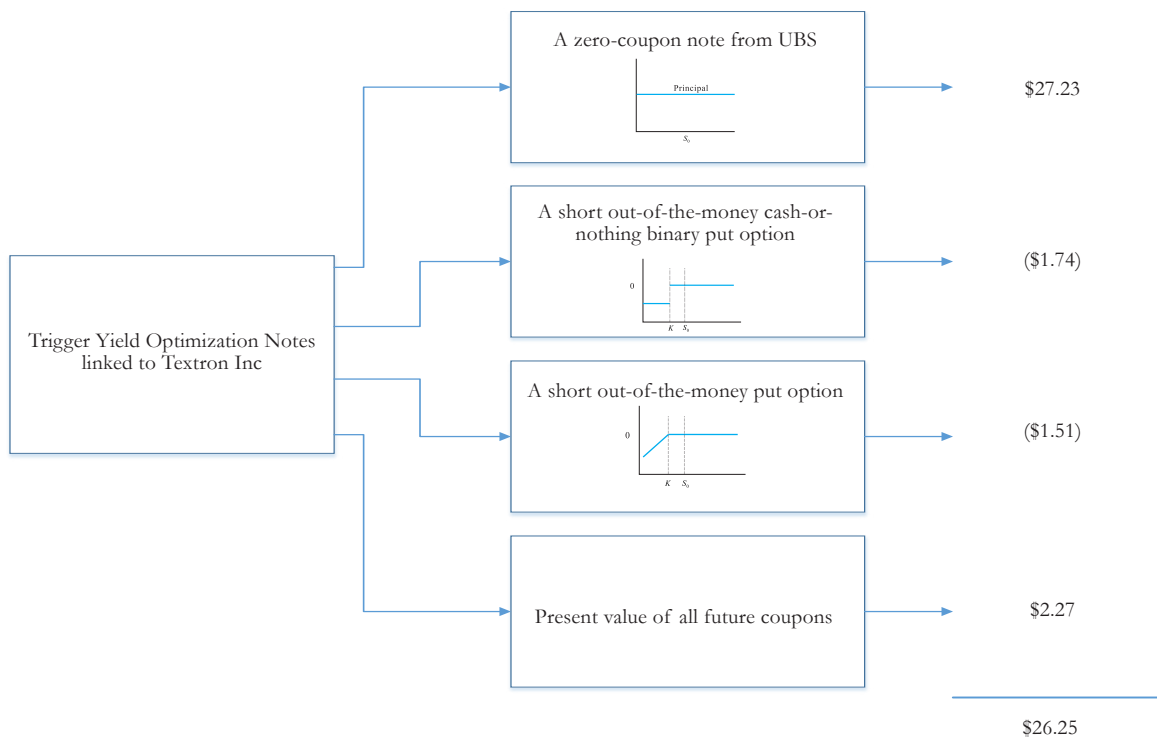 A zero-coupon note from UBS
Principal
S0
$27.23
A short out-of-the-money cash-or-
nothing binary put option
0
K S0
($1.74)
Trigger Yield Optimization Notes
linked to Textron Inc
A short out-of-the-money put option
0
K S0
($1.51)
Present value of all future coupons
$2.27
$26.25